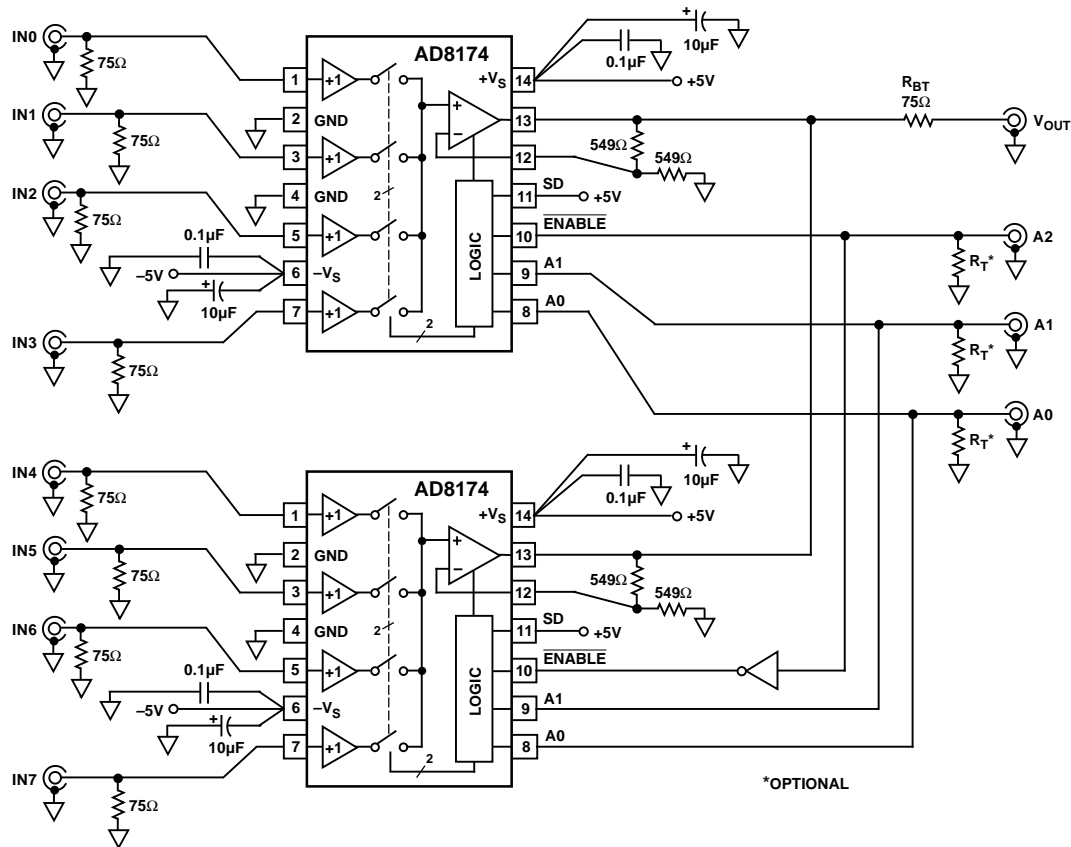 IN0
75Ω
IN1
75Ω
IN2
75Ω
0.1µF
–5V
+
10µF
IN3
75Ω
AD8174
1
+1
2
GND
3
+1
4
GND
2
5
+1
6
–VS
7
+1
2
LOGIC
+
–
+VS
14
13
12
11
SD
+5V
10
ENABLE
9
A1
8
A0
+
10µF
0.1µF
+5V
549Ω
549Ω
RBT
75Ω
VOUT
A2
RT*
A1
RT*
A0
RT*
IN4
75Ω
IN5
75Ω
IN6
75Ω
0.1µF
–5V
+
10µF
IN7
75Ω
AD8174
1
+1
2
GND
3
+1
4
GND
2
5
+1
6
–VS
7
+1
2
LOGIC
+
–
+VS
14
13
12
11
SD
+5V
10
ENABLE
9
A1
8
A0
+
10µF
0.1µF
+5V
549Ω
549Ω
*OPTIONAL